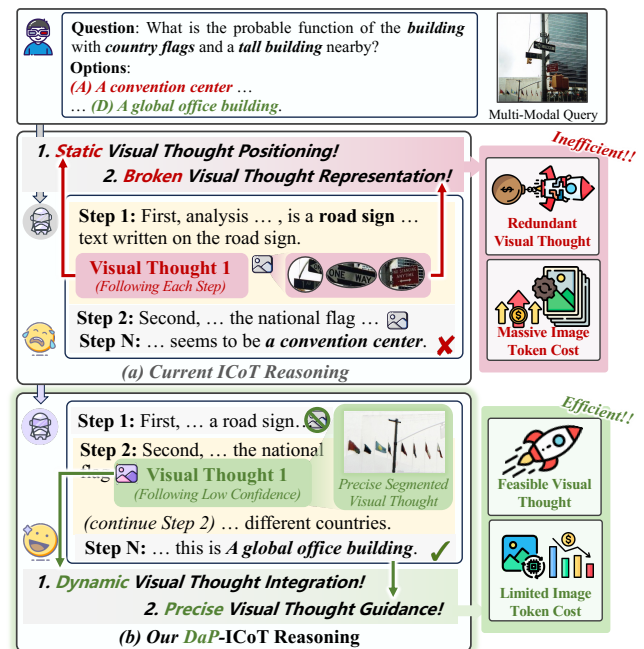 Question: What is the probable function of the building
with country flags and a tall building nearby?
Options:
(A) A convention center …
… (D) A global office building.
Multi-Modal Query
1. Static Visual Thought Positioning!
2. Broken Visual Thought Representation!
Inefficient!!
Step 1: First, analysis … , is a road sign …
text written on the road sign.
Visual Thought 1
(Following Each Step)
ONE WAY
Redundant
Visual Thought
Step 2: Second, … the national flag …
Step N: … seems to be a convention center.
Massive Image
Token Cost
(a) Current ICoT Reasoning
Efficient!!
Step 1: First, … a road sign…
Step 2: Second, … the national
flag
Visual Thought 1
(Following Low Confidence)
Precise Segmented
Visual Thought
(continue Step 2) … different countries.
Step N: … this is A global office building.
Feasible Visual
Thought
1. Dynamic Visual Thought Integration!
2. Precise Visual Thought Guidance!
Limited Image
Token Cost
(b) Our DaP-ICoT Reasoning